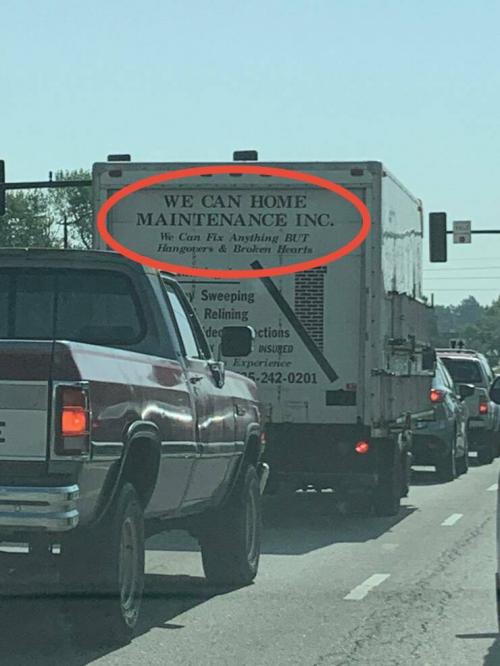 WE CAN HOME
MAINTENANCE INC.
We Can Fix Anything BUT
Hangovers & Broken Hearts
Sweeping
Relining
INSURED
Experience
5-242-0201